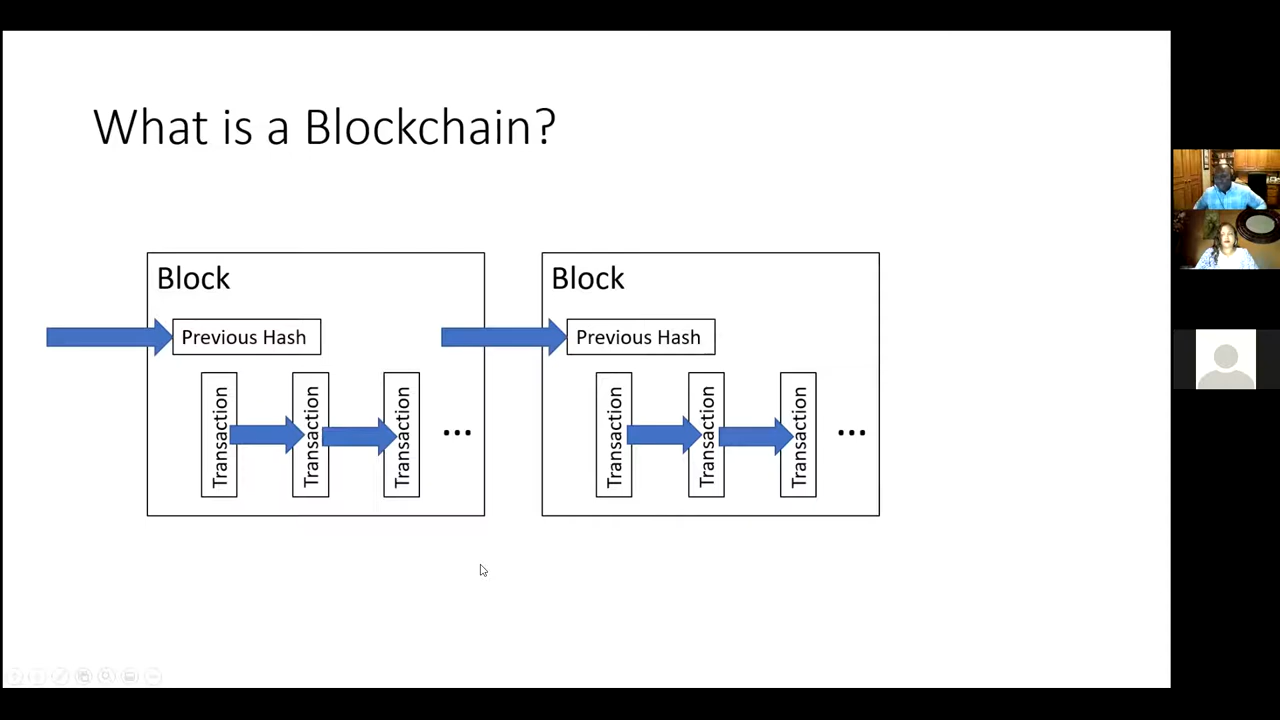 What is a Blockchain?
Block
Previous Hash
Transaction
Transaction
Transaction
...
Block
Previous Hash
Transaction
Transaction
Transaction
...